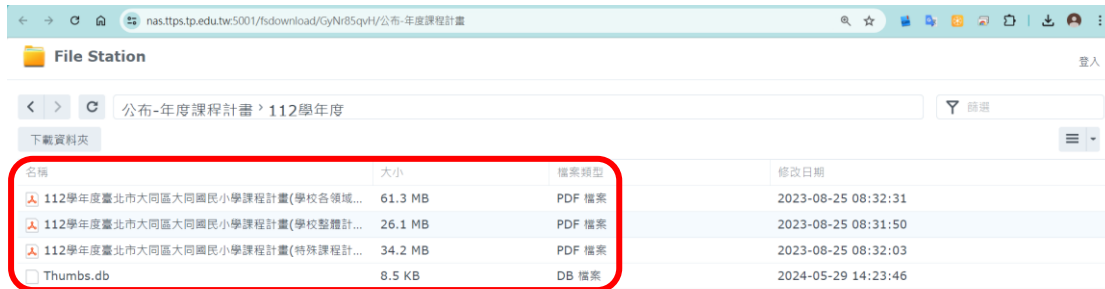 nas.ttps.tp.edu.tw:5001/fsdownload/GyNr85qvH/公布-年度課程計畫
File Station
登入
公布-年度課程計畫 › 112學年度
篩選
下載資料夾
名稱 大小 檔案類型 修改日期
112學年度臺北市大同區大同國民小學課程計畫(學校各領域... 61.3 MB PDF 檔案 2023-08-25 08:32:31
112學年度臺北市大同區大同國民小學課程計畫(學校整體計... 26.1 MB PDF 檔案 2023-08-25 08:31:50
112學年度臺北市大同區大同國民小學課程計畫(特殊課程計... 34.2 MB PDF 檔案 2023-08-25 08:32:03
Thumbs.db 8.5 KB DB 檔案 2024-05-29 14:23:46